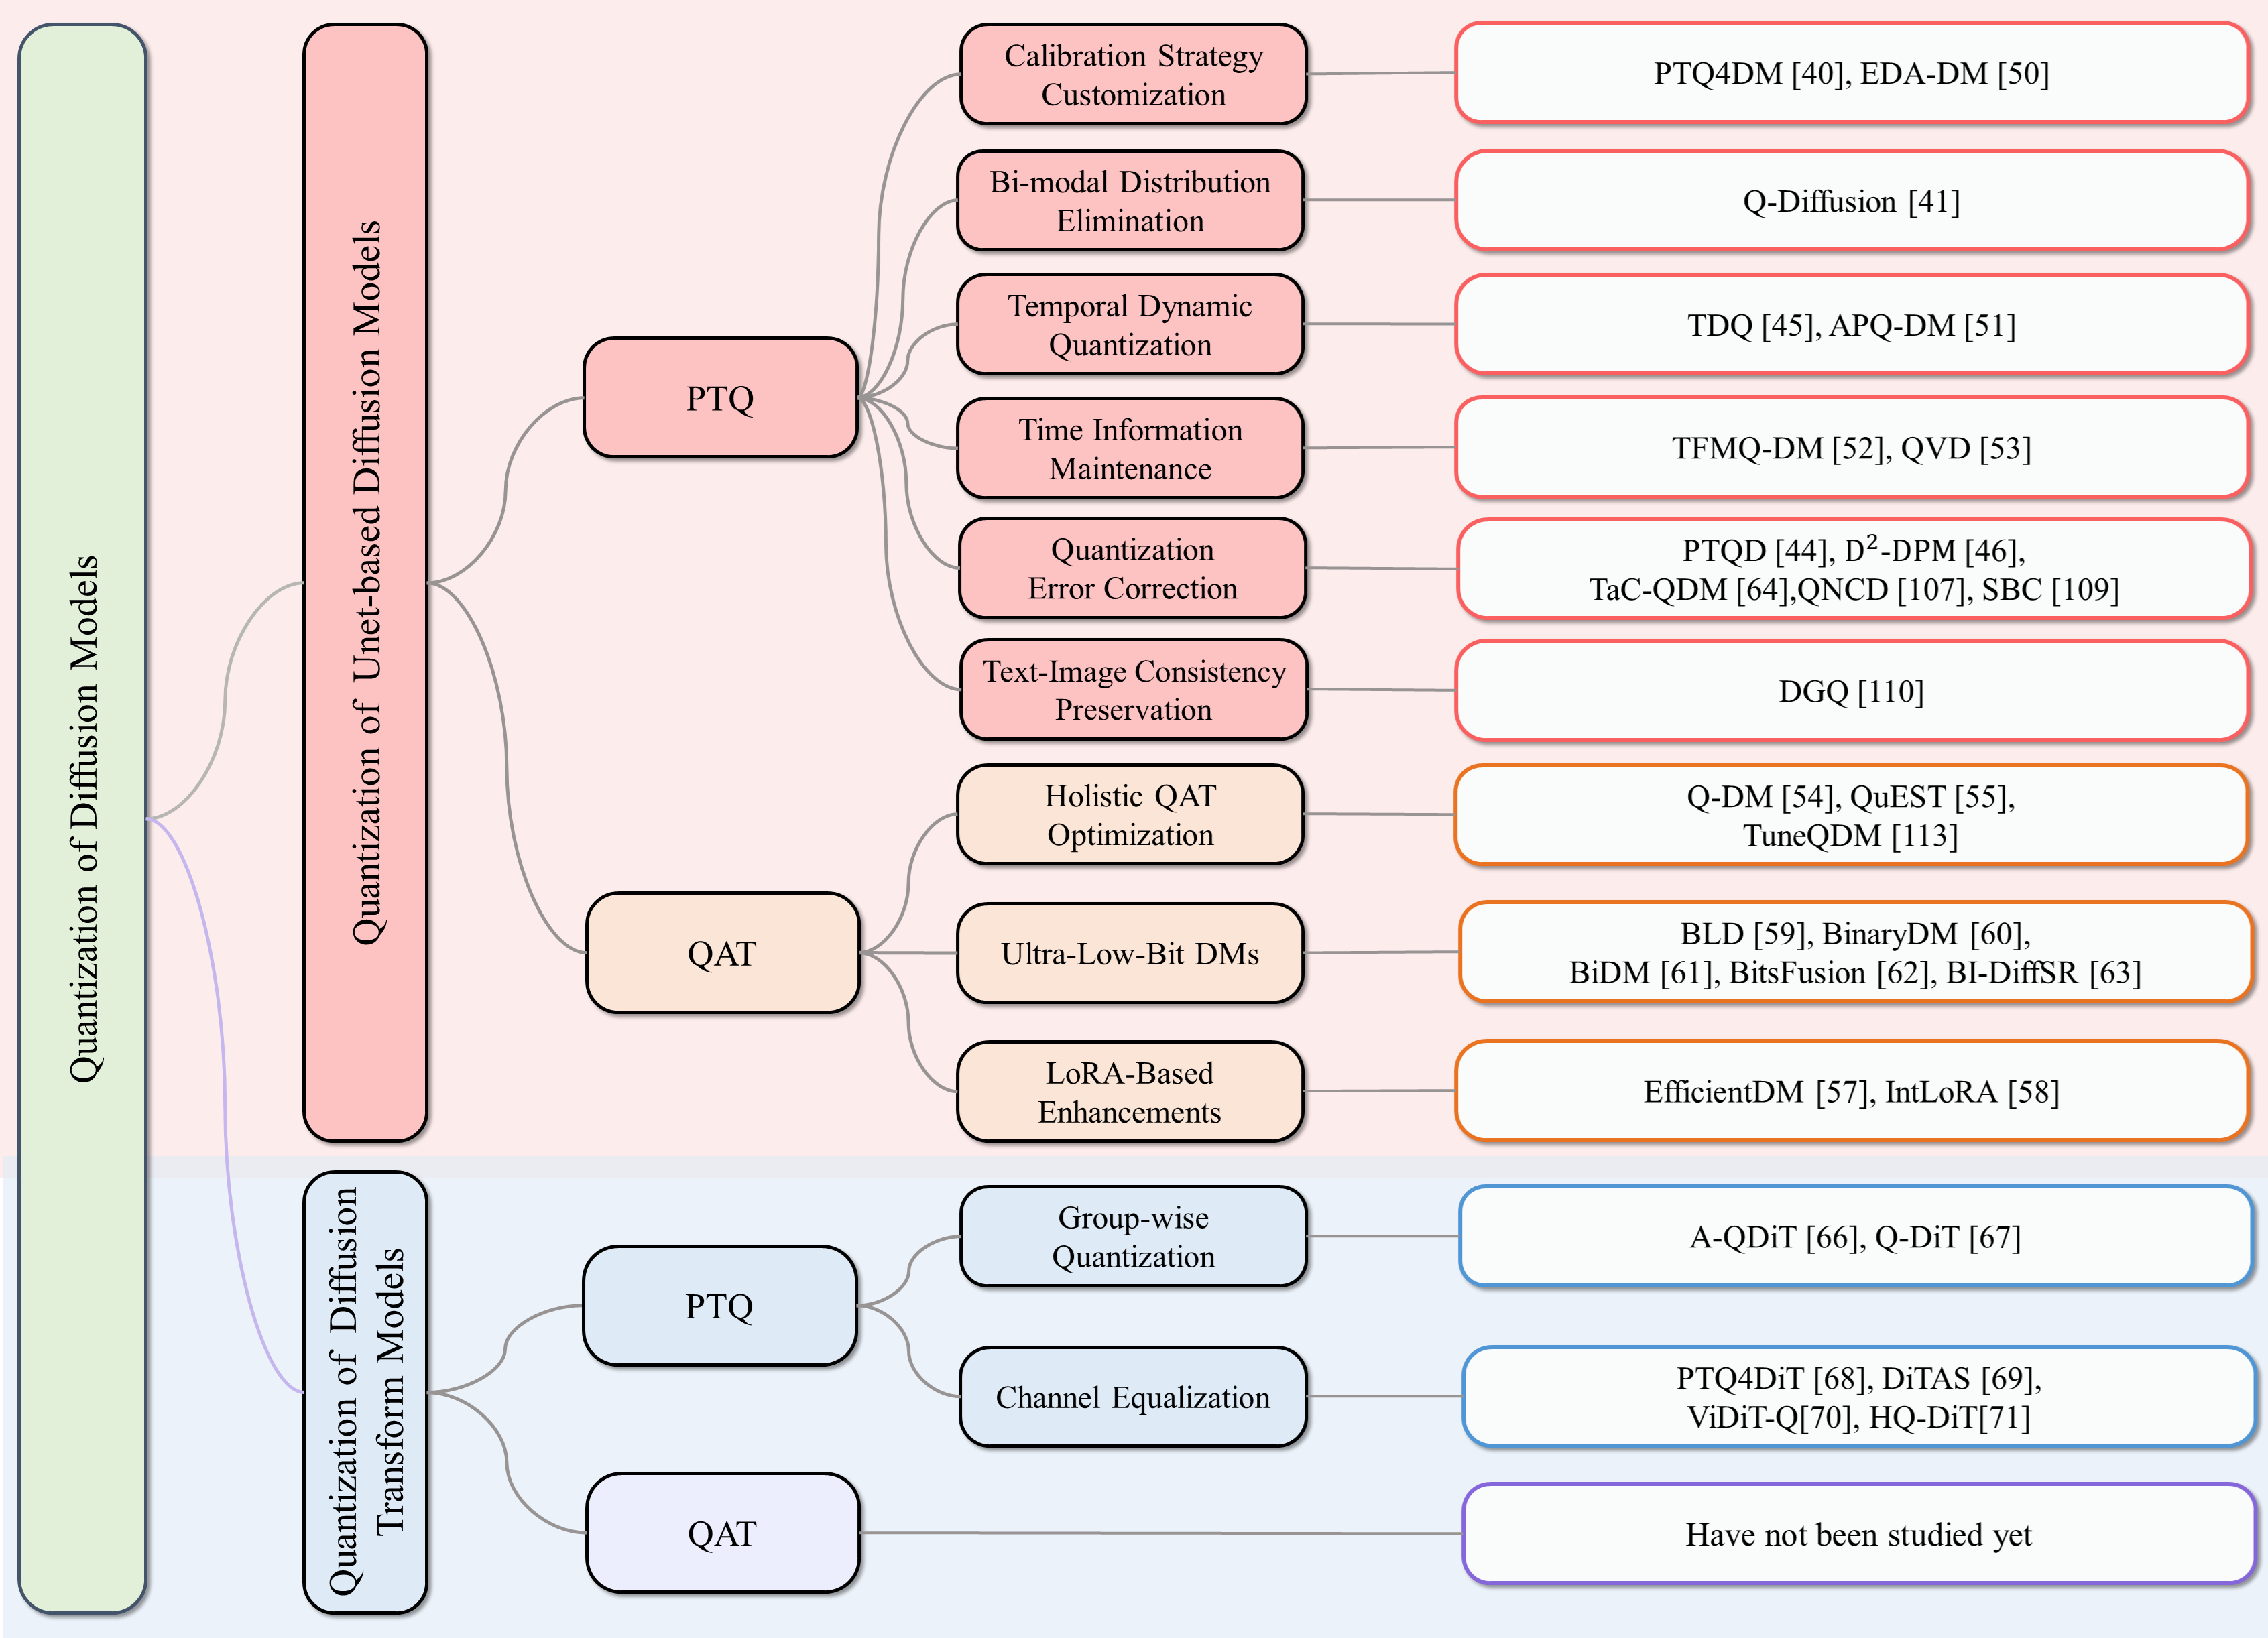 Quantization of Diffusion Models
Quantization of Unet-based Diffusion Models
PTQ
Calibration Strategy
Customization
PTQ4DM [40], EDA-DM [50]
Bi-modal Distribution
Elimination
Q-Diffusion [41]
Temporal Dynamic
Quantization
TDQ [45], APQ-DM [51]
Time Information
Maintenance
TFMQ-DM [52], QVD [53]
Quantization
Error Correction
PTQD [44], D²-DPM [46],
TaC-QDM [64],QNCD [107], SBC [109]
Text-Image Consistency
Preservation
DGQ [110]
QAT
Holistic QAT
Optimization
Q-DM [54], QuEST [55],
TuneQDM [113]
Ultra-Low-Bit DMs
BLD [59], BinaryDM [60],
BiDM [61], BitsFusion [62], BI-DiffSR [63]
LoRA-Based
Enhancements
EfficientDM [57], IntLoRA [58]
Quantization of Diffusion
Transform Models
PTQ
Group-wise
Quantization
A-QDiT [66], Q-DiT [67]
Channel Equalization
PTQ4DiT [68], DiTAS [69],
ViDiT-Q[70], HQ-DiT[71]
QAT
Have not been studied yet